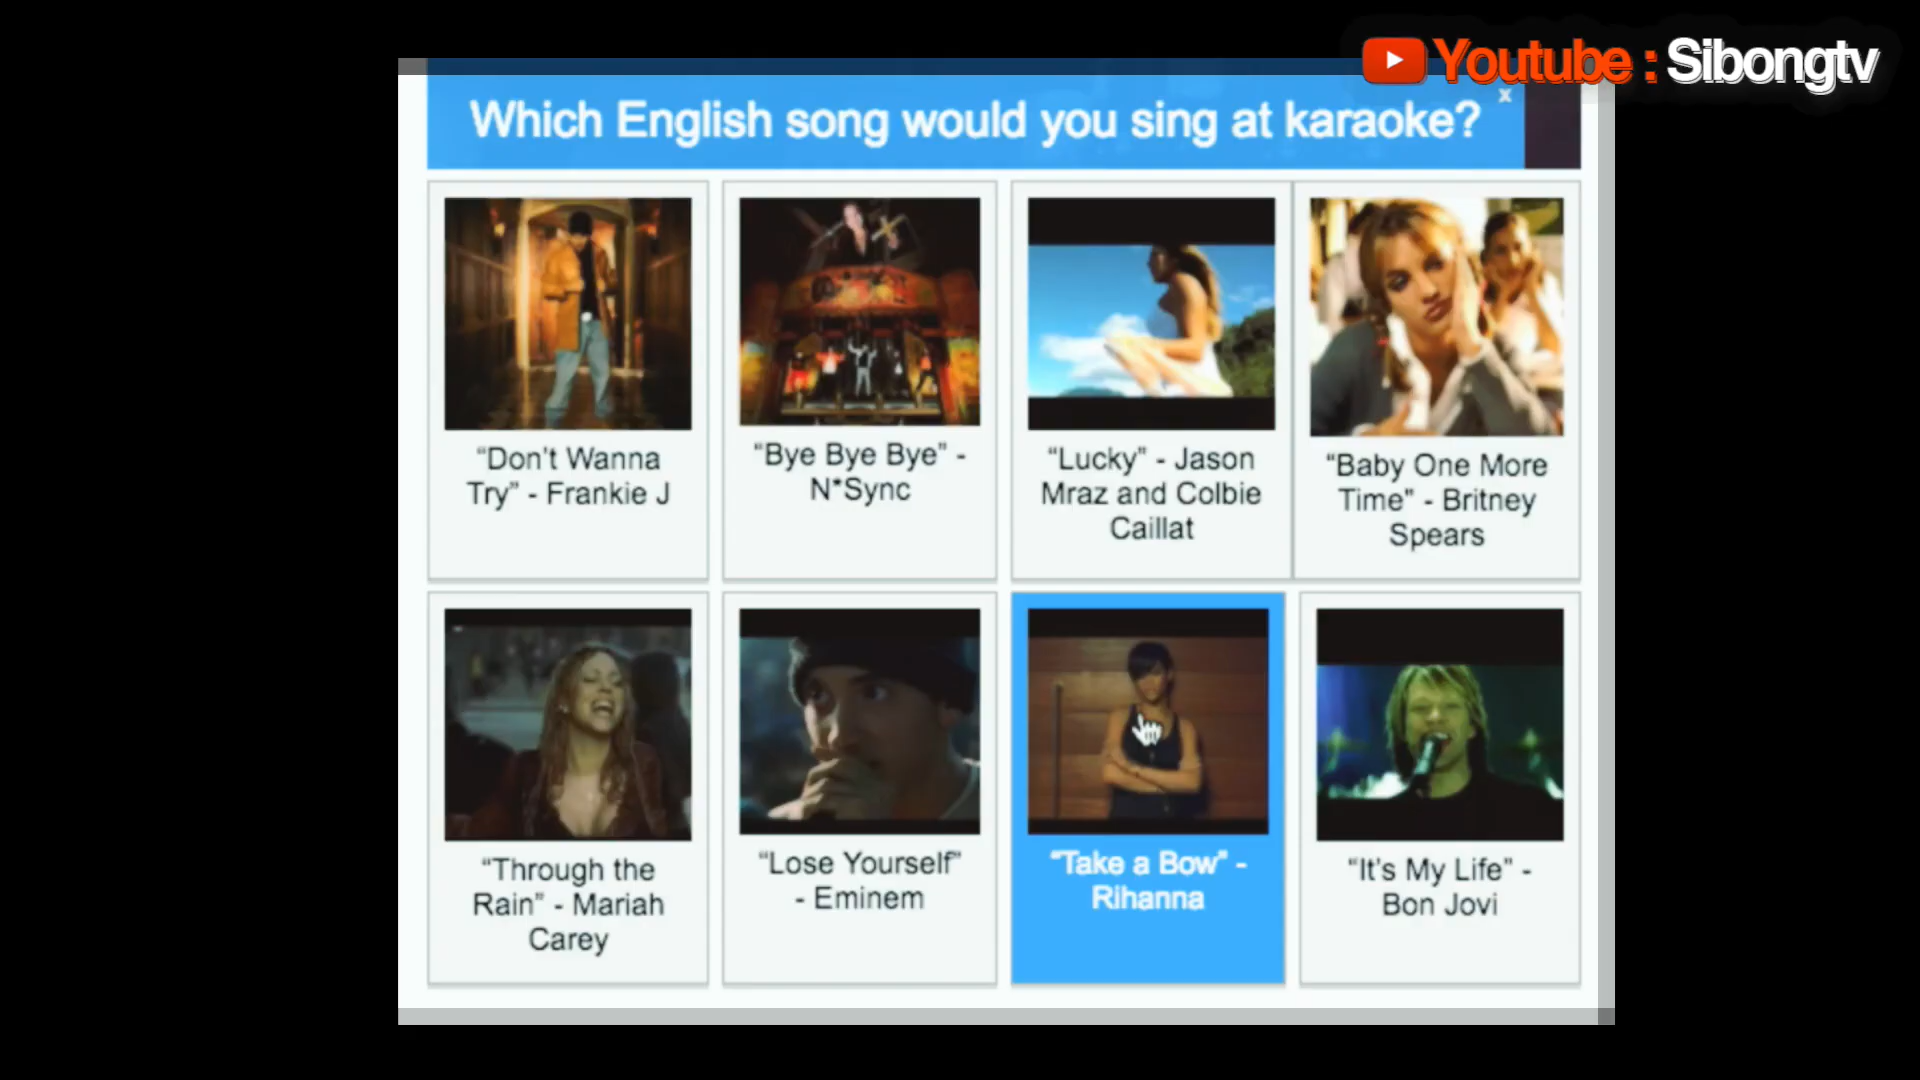 Youtube : Sibongtv
Which English song would you sing at karaoke?
x
“Don't Wanna
Try” - Frankie J
“Bye Bye Bye” -
N*Sync
“Lucky” - Jason
Mraz and Colbie
Caillat
“Baby One More
Time” - Britney
Spears
“Through the
Rain” - Mariah
Carey
“Lose Yourself”
- Eminem
“Take a Bow” -
Rihanna
“It's My Life” -
Bon Jovi